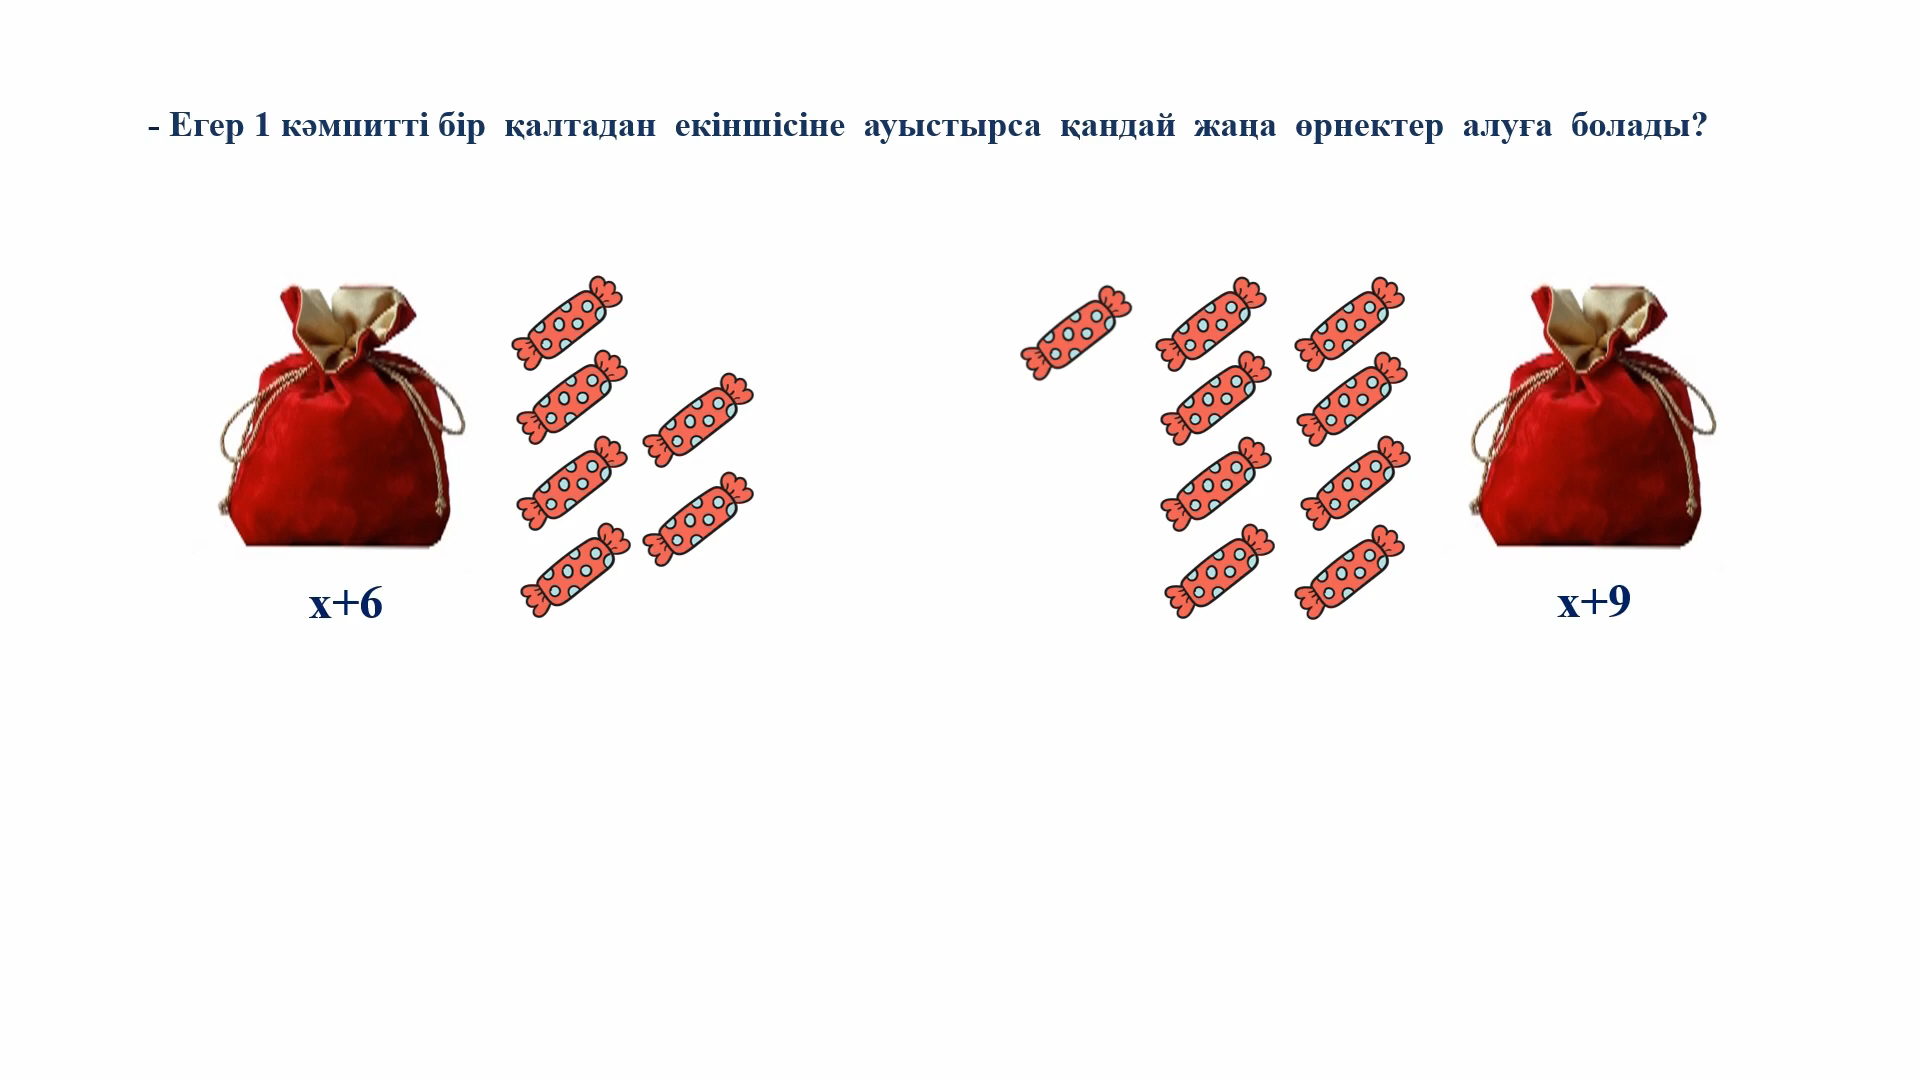 - Егер 1 кәмпитті бір қалтадан екіншісіне ауыстырса қандай жаңа өрнектер алуға болады?
х+6
х+9